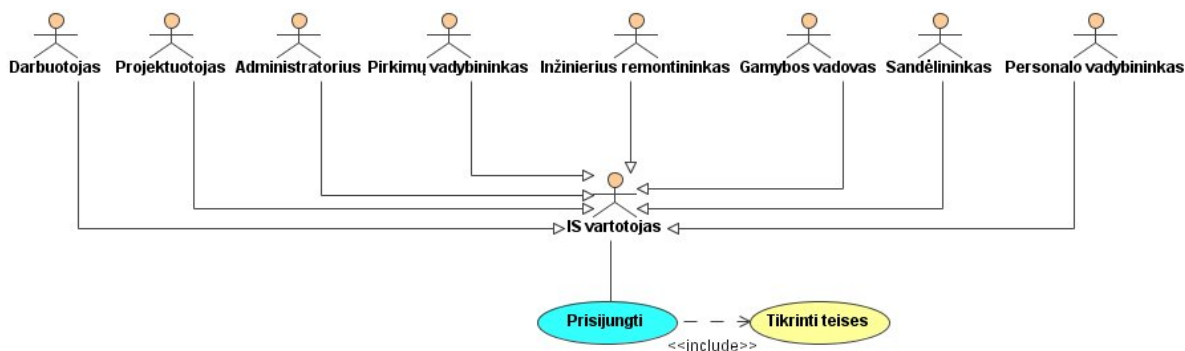 Darbuotojas Projektuotojas Administratorius Pirkimų vadybininkas Inžinierius remontininkas Gamybos vadovas Sandėlininkas Personalo vadybininkas
IS vartotojas
Prisijungti Tikrinti teises
<<include>>